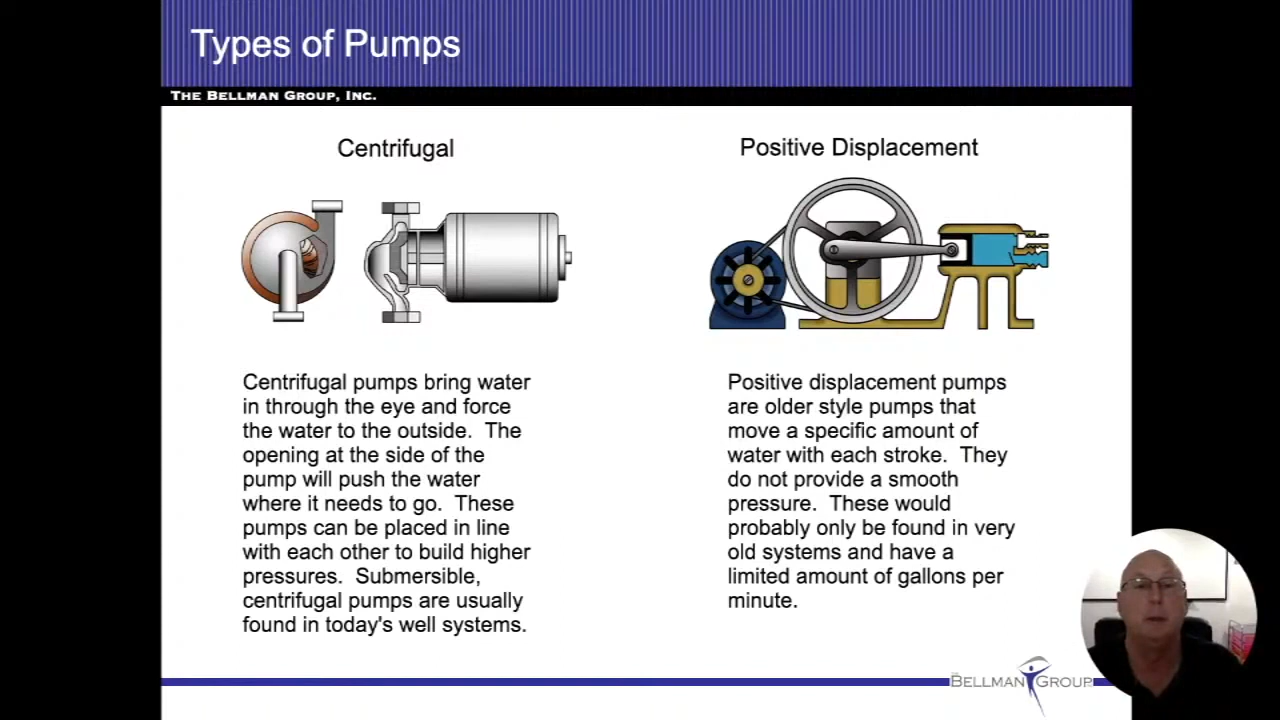 Types of Pumps
THE BELLMAN GROUP, INC.
Centrifugal
Positive Displacement
Centrifugal pumps bring water
in through the eye and force
the water to the outside.  The
opening at the side of the
pump will push the water
where it needs to go.  These
pumps can be placed in line
with each other to build higher
pressures.  Submersible,
centrifugal pumps are usually
found in today's well systems.
Positive displacement pumps
are older style pumps that
move a specific amount of
water with each stroke.  They
do not provide a smooth
pressure.  These would
probably only be found in very
old systems and have a
limited amount of gallons per
minute.
BELLMAN GROUP